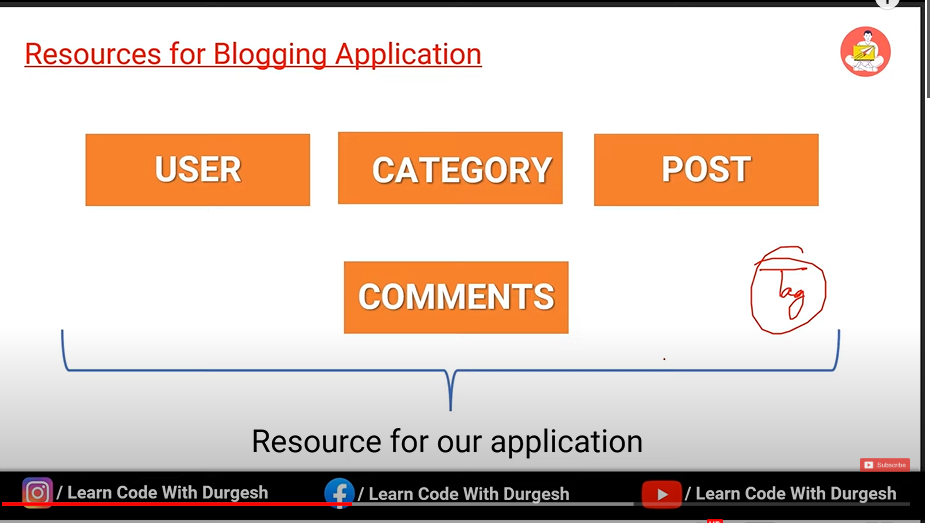 Resources for Blogging Application
USER
CATEGORY
POST
COMMENTS
Tag
Resource for our application
Subscribe
/ Learn Code With Durgesh
/ Learn Code With Durgesh
/ Learn Code With Durgesh